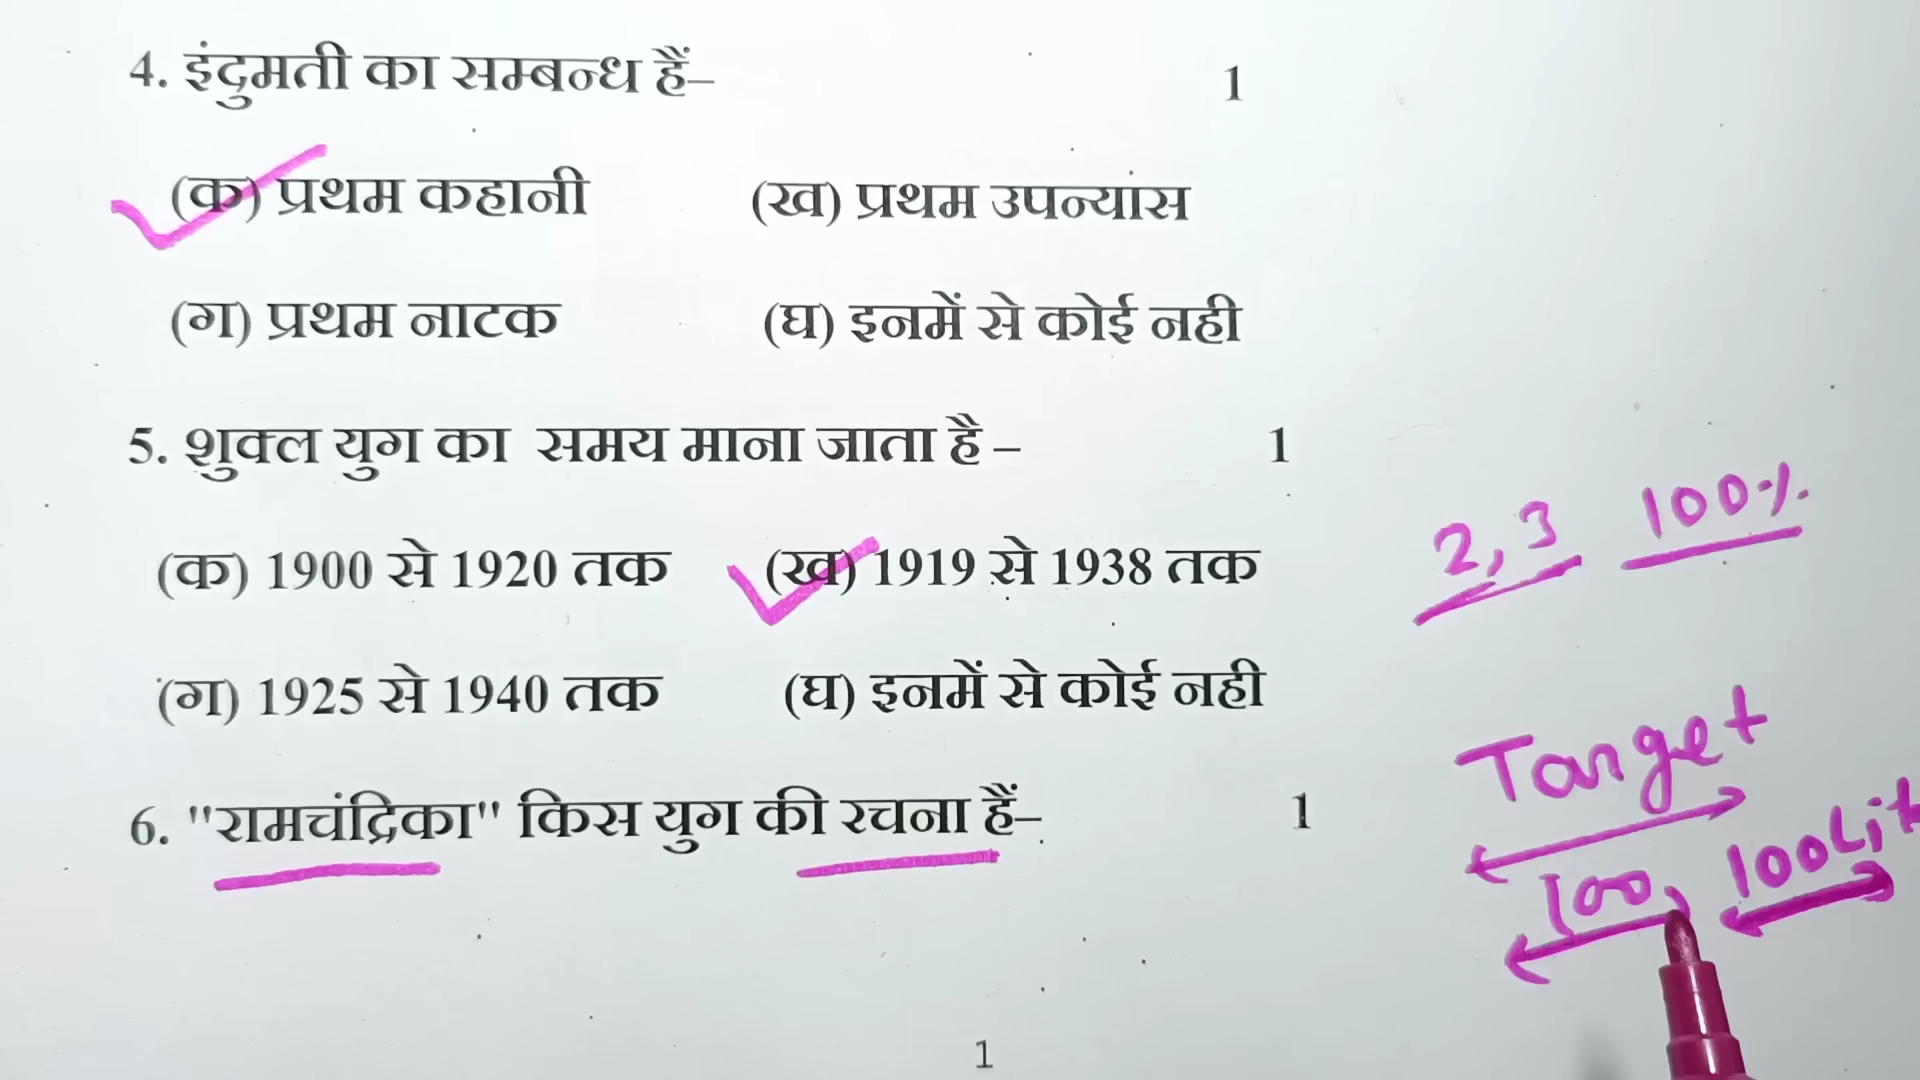 4. इंदुमती का सम्बन्ध हैं– 1
(क) प्रथम कहानी (ख) प्रथम उपन्यास
(ग) प्रथम नाटक (घ) इनमें से कोई नही
5. शुक्ल युग का समय माना जाता है – 1
(क) 1900 से 1920 तक (ख) 1919 से 1938 तक
2, 3 100%
(ग) 1925 से 1940 तक (घ) इनमें से कोई नही
Target
6. "रामचंद्रिका" किस युग की रचना हैं– 1
100, 100Lit
1